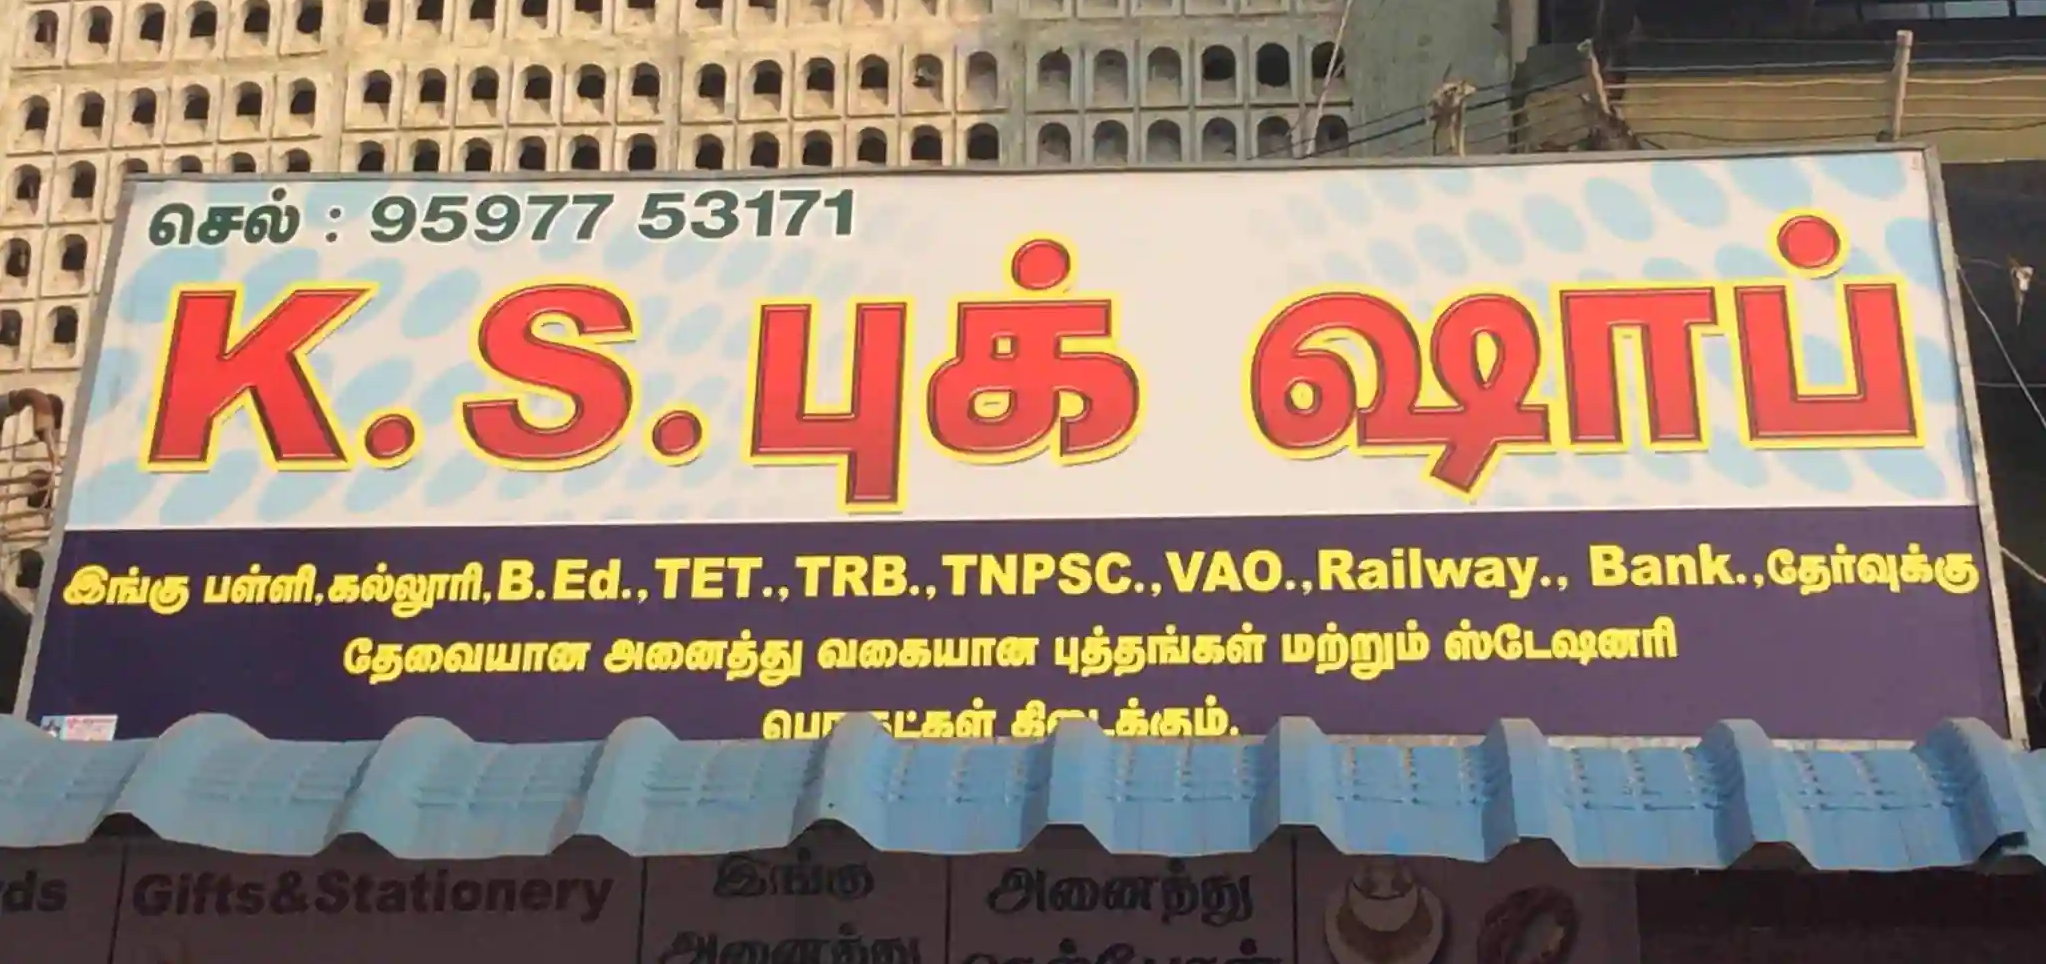 செல் : 95977 53171
K.S.புக் ஷாப்
இங்கு பள்ளி,கல்லூரி,B.Ed.,TET.,TRB.,TNPSC.,VAO.,Railway., Bank.,தேர்வுக்கு
தேவையான அனைத்து வகையான புத்தங்கள் மற்றும் ஸ்டேஷனரி
கிடைக்கும்.
Gifts&Stationery
இங்கு
அனைத்து
அனைத்து